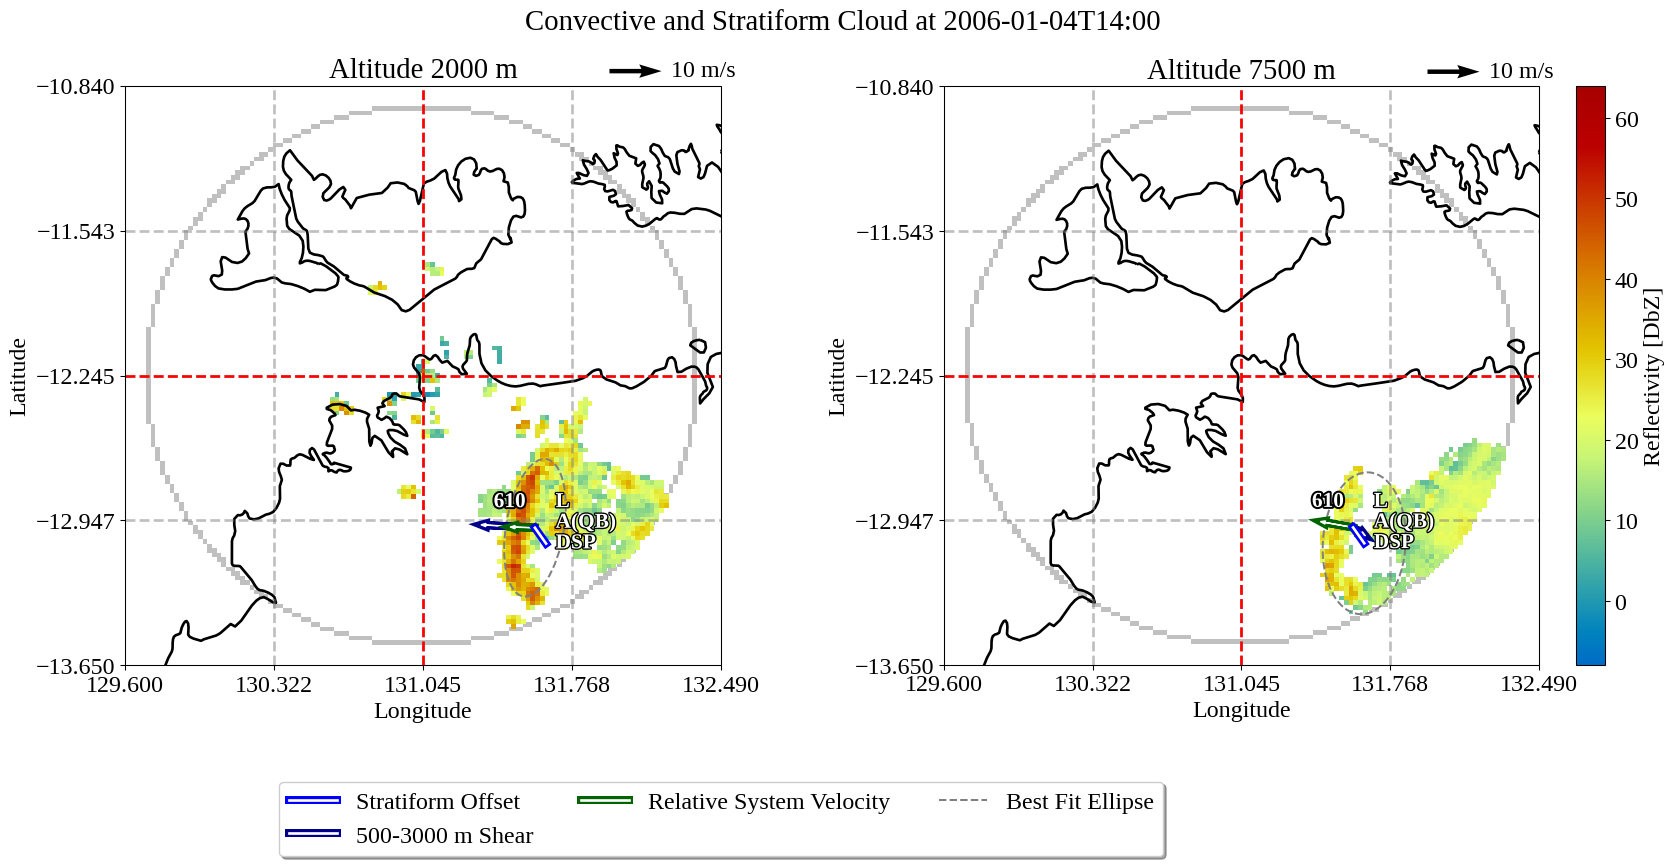 Convective and Stratiform Cloud at 2006-01-04T14:00
Altitude 2000 m
10 m/s
−10.840
−11.543
−12.245
−12.947
−13.650
Latitude
610
L
A(QB)
DSP
129.600
130.322
131.045
131.768
132.490
Longitude
Altitude 7500 m
10 m/s
−10.840
−11.543
−12.245
−12.947
−13.650
Latitude
610
L
A(QB)
DSP
129.600
130.322
131.045
131.768
132.490
Longitude
60
50
40
30
20
10
0
Reflectivity [DbZ]
Stratiform Offset
500-3000 m Shear
Relative System Velocity
Best Fit Ellipse